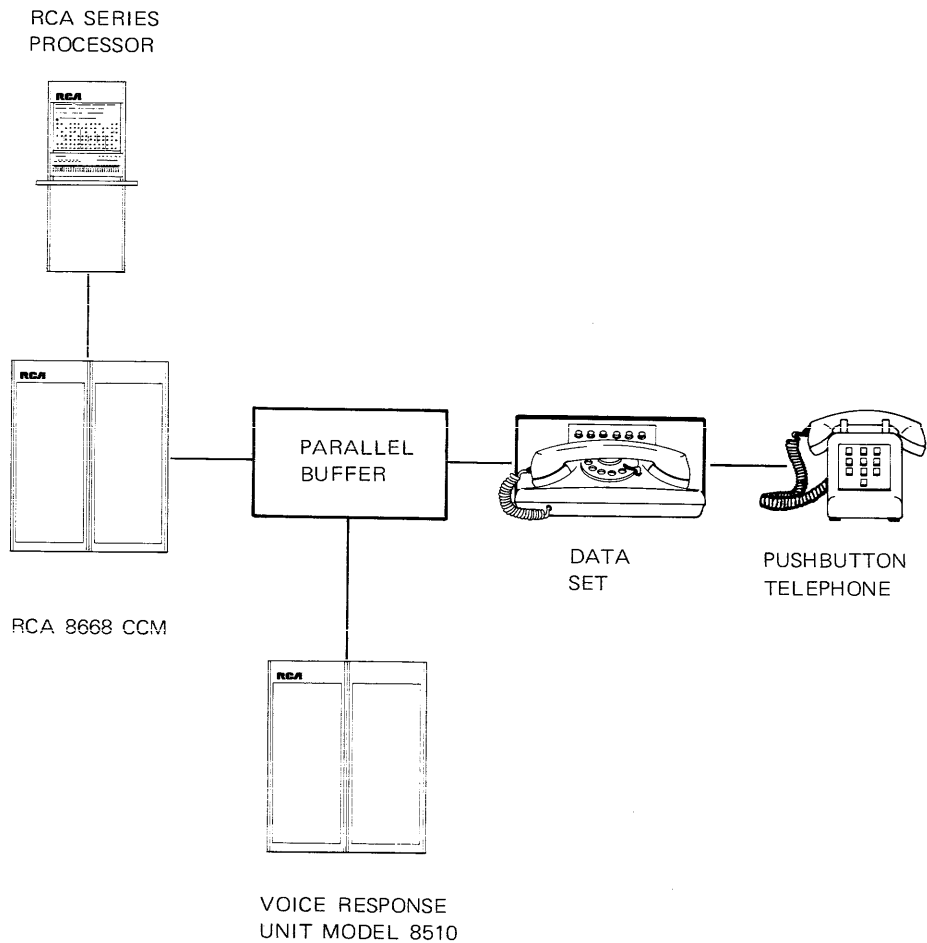 RCA SERIES
PROCESSOR
RCA
RCA
PARALLEL
BUFFER
DATA
SET
PUSHBUTTON
TELEPHONE
RCA 8668 CCM
RCA
VOICE RESPONSE
UNIT MODEL 8510